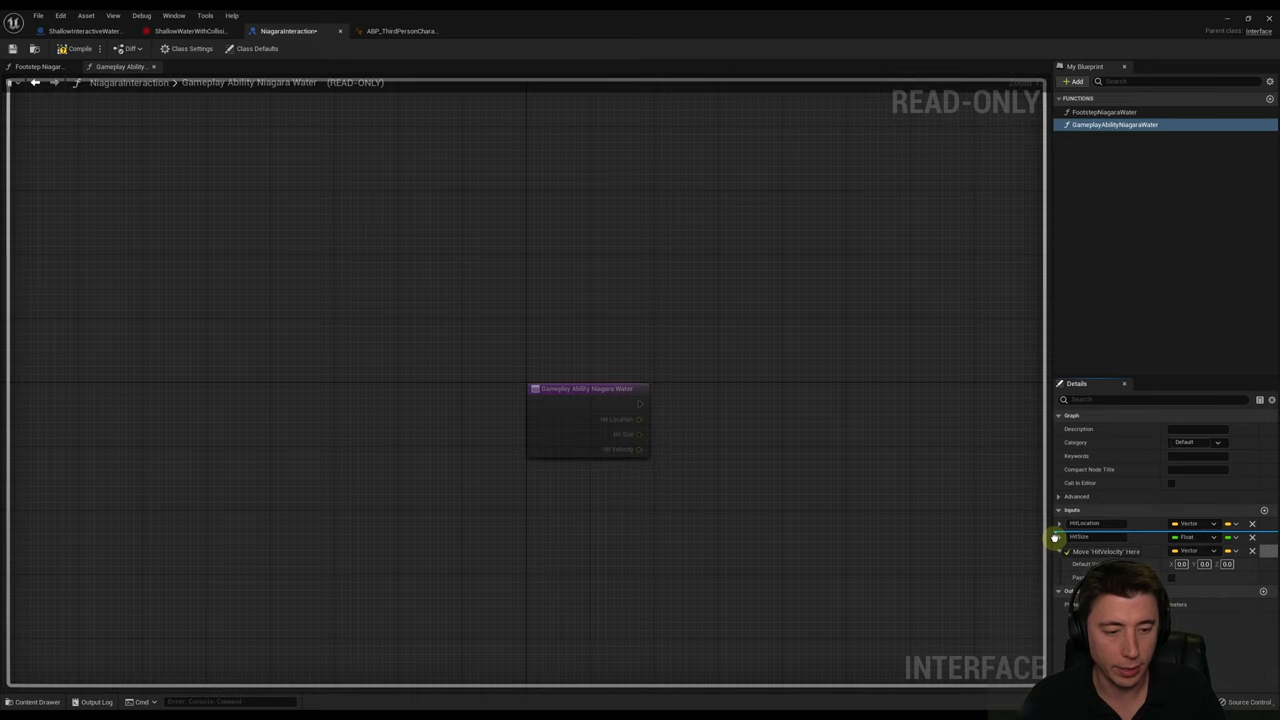 File Edit Asset View Debug Window Tools Help
ShallowInteractiveWater... ShallowWaterWithCollisi... NiagaraInteraction• ABP_ThirdPersonChara...
Parent class: Interface
Compile Diff Class Settings Class Defaults
Footstep Niagar... Gameplay Ability...
NiagaraInteraction > Gameplay Ability Niagara Water (READ-ONLY)
READ-ONLY
My Blueprint
Add Search
FUNCTIONS
FootstepNiagaraWater
GameplayAbilityNiagaraWater
Gameplay Ability Niagara Water
Hit Location
Hit Size
Hit Velocity
Details
Search
Graph
Description
Category Default
Keywords
Compact Node Title
Call In Editor
Advanced
Inputs
HitLocation Vector
HitSize Float
Move 'HitVelocity' Here Vector
X 0.0 Y 0.0 Z 0.0
INTERFACE
Content Drawer Output Log Cmd Enter Console Command Source Control